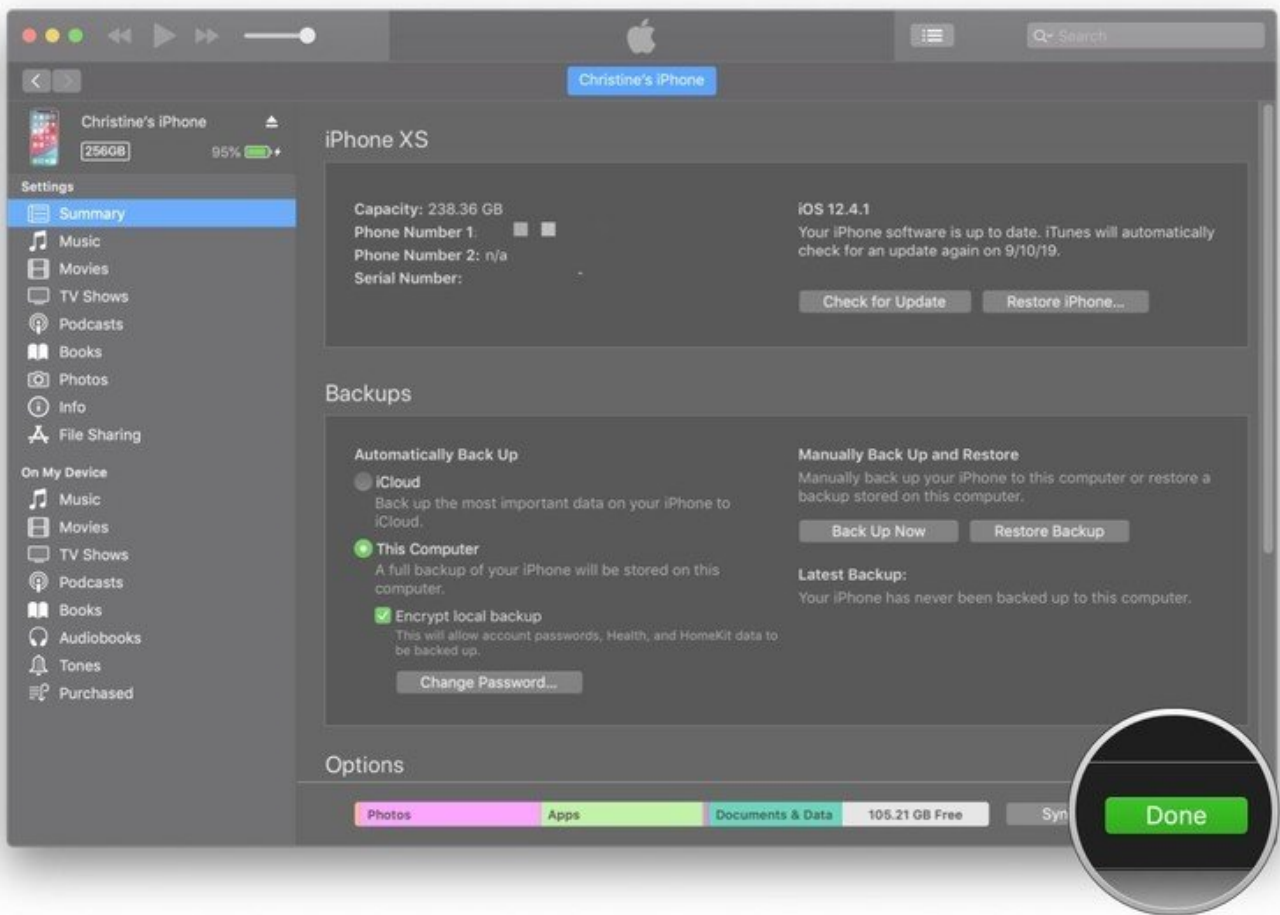 Search
Christine's iPhone
Christine's iPhone
256GB 95%
Settings
Summary
Music
Movies
TV Shows
Podcasts
Books
Photos
Info
File Sharing
On My Device
Music
Movies
TV Shows
Podcasts
Books
Audiobooks
Tones
Purchased
iPhone XS
Capacity: 238.36 GB
Phone Number 1:
Phone Number 2: n/a
Serial Number:
iOS 12.4.1
Your iPhone software is up to date. iTunes will automatically
check for an update again on 9/10/19.
Check for Update Restore iPhone...
Backups
Automatically Back Up
iCloud
Back up the most important data on your iPhone to
iCloud.
This Computer
A full backup of your iPhone will be stored on this
computer.
Encrypt local backup
This will allow account passwords, Health, and HomeKit data to
be backed up.
Change Password...
Manually Back Up and Restore
Manually back up your iPhone to this computer or restore a
backup stored on this computer.
Back Up Now Restore Backup
Latest Backup:
Your iPhone has never been backed up to this computer.
Options
Photos Apps Documents & Data 105.21 GB Free Syn Done